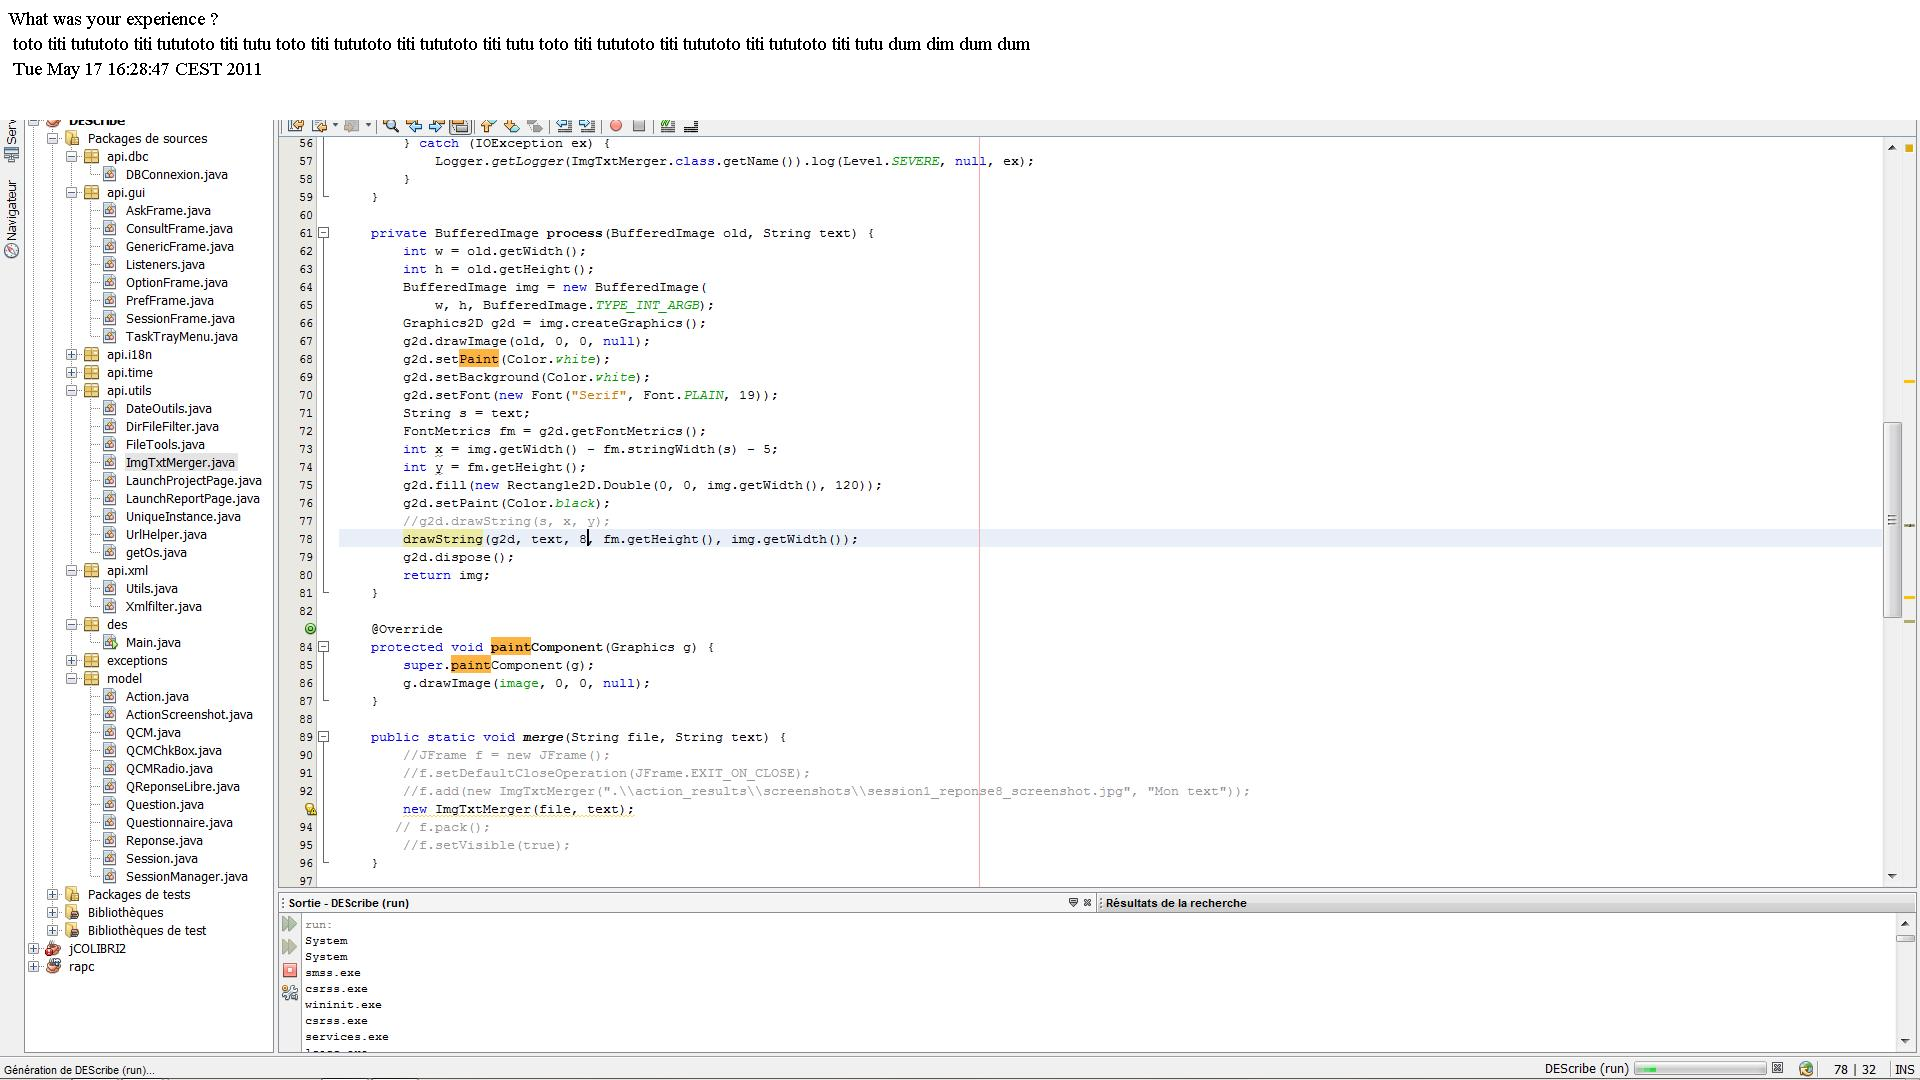 What was your experience ?
toto titi tututoto titi tututoto titi tutu toto titi tututoto titi tututoto titi tutu toto titi tututoto titi tututoto titi tututoto titi tutu dum dim dum dum
Tue May 17 16:28:47 CEST 2011
Serv
Navigateur
DEScribe
Packages de sources
api.dbc
DBConnexion.java
api.gui
AskFrame.java
ConsultFrame.java
GenericFrame.java
Listeners.java
OptionFrame.java
PrefFrame.java
SessionFrame.java
TaskTrayMenu.java
api.i18n
api.time
api.utils
DateOutils.java
DirFileFilter.java
FileTools.java
ImgTxtMerger.java
LaunchProjectPage.java
LaunchReportPage.java
UniqueInstance.java
UrlHelper.java
getOs.java
api.xml
Utils.java
Xmlfilter.java
des
Main.java
exceptions
model
Action.java
ActionScreenshot.java
QCM.java
QCMChkBox.java
QCMRadio.java
QReponseLibre.java
Question.java
Questionnaire.java
Reponse.java
Session.java
SessionManager.java
Packages de tests
Bibliothèques
Bibliothèques de test
jCOLIBRI2
rapc
56 } catch (IOException ex) {
57 Logger.getLogger(ImgTxtMerger.class.getName()).log(Level.SEVERE, null, ex);
58 }
59 }
60
61 private BufferedImage process(BufferedImage old, String text) {
62 int w = old.getWidth();
63 int h = old.getHeight();
64 BufferedImage img = new BufferedImage(
65 w, h, BufferedImage.TYPE_INT_ARGB);
66 Graphics2D g2d = img.createGraphics();
67 g2d.drawImage(old, 0, 0, null);
68 g2d.setPaint(Color.white);
69 g2d.setBackground(Color.white);
70 g2d.setFont(new Font("Serif", Font.PLAIN, 19));
71 String s = text;
72 FontMetrics fm = g2d.getFontMetrics();
73 int x = img.getWidth() - fm.stringWidth(s) - 5;
74 int y = fm.getHeight();
75 g2d.fill(new Rectangle2D.Double(0, 0, img.getWidth(), 120));
76 g2d.setPaint(Color.black);
77 //g2d.drawString(s, x, y);
78 drawString(g2d, text, 8, fm.getHeight(), img.getWidth());
79 g2d.dispose();
80 return img;
81 }
82
@Override
84 protected void paintComponent(Graphics g) {
85 super.paintComponent(g);
86 g.drawImage(image, 0, 0, null);
87 }
88
89 public static void merge(String file, String text) {
90 //JFrame f = new JFrame();
91 //f.setDefaultCloseOperation(JFrame.EXIT_ON_CLOSE);
92 //f.add(new ImgTxtMerger(".\\action_results\\screenshots\\session1_reponse8_screenshot.jpg", "Mon text"));
new ImgTxtMerger(file, text);
94 // f.pack();
95 //f.setVisible(true);
96 }
97
Sortie - DEScribe (run)
Résultats de la recherche
run:
System
System
smss.exe
csrss.exe
wininit.exe
csrss.exe
services.exe
Génération de DEScribe (run)...
DEScribe (run)
78 | 32 INS